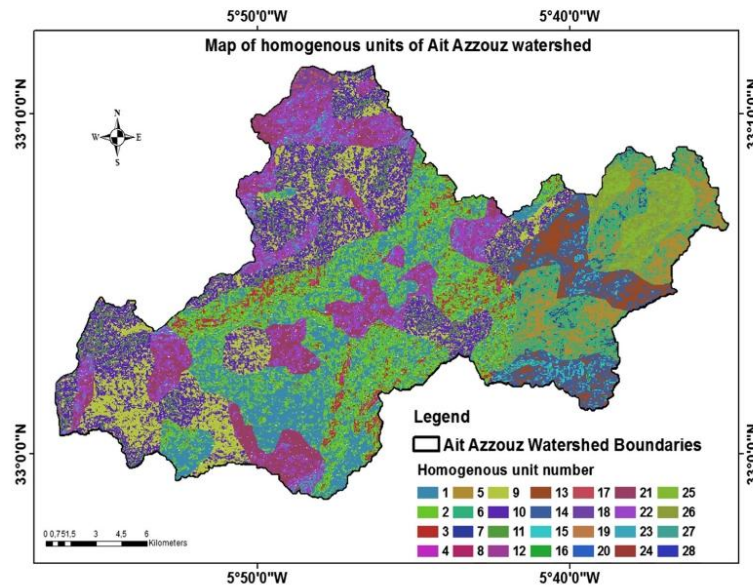 5°50'0"W 5°40'0"W
Map of homogenous units of Ait Azzouz watershed
N
W E
S
33°10'0"N 33°10'0"N
33°0'0"N 33°0'0"N
Legend
Ait Azzouz Watershed Boundaries
Homogenous unit number
1 5 9 13 17 21 25
2 6 10 14 18 22 26
3 7 11 15 19 23 27
4 8 12 16 20 24 28
0 0,751,5 3 4,5 6
Kilometers
5°50'0"W 5°40'0"W